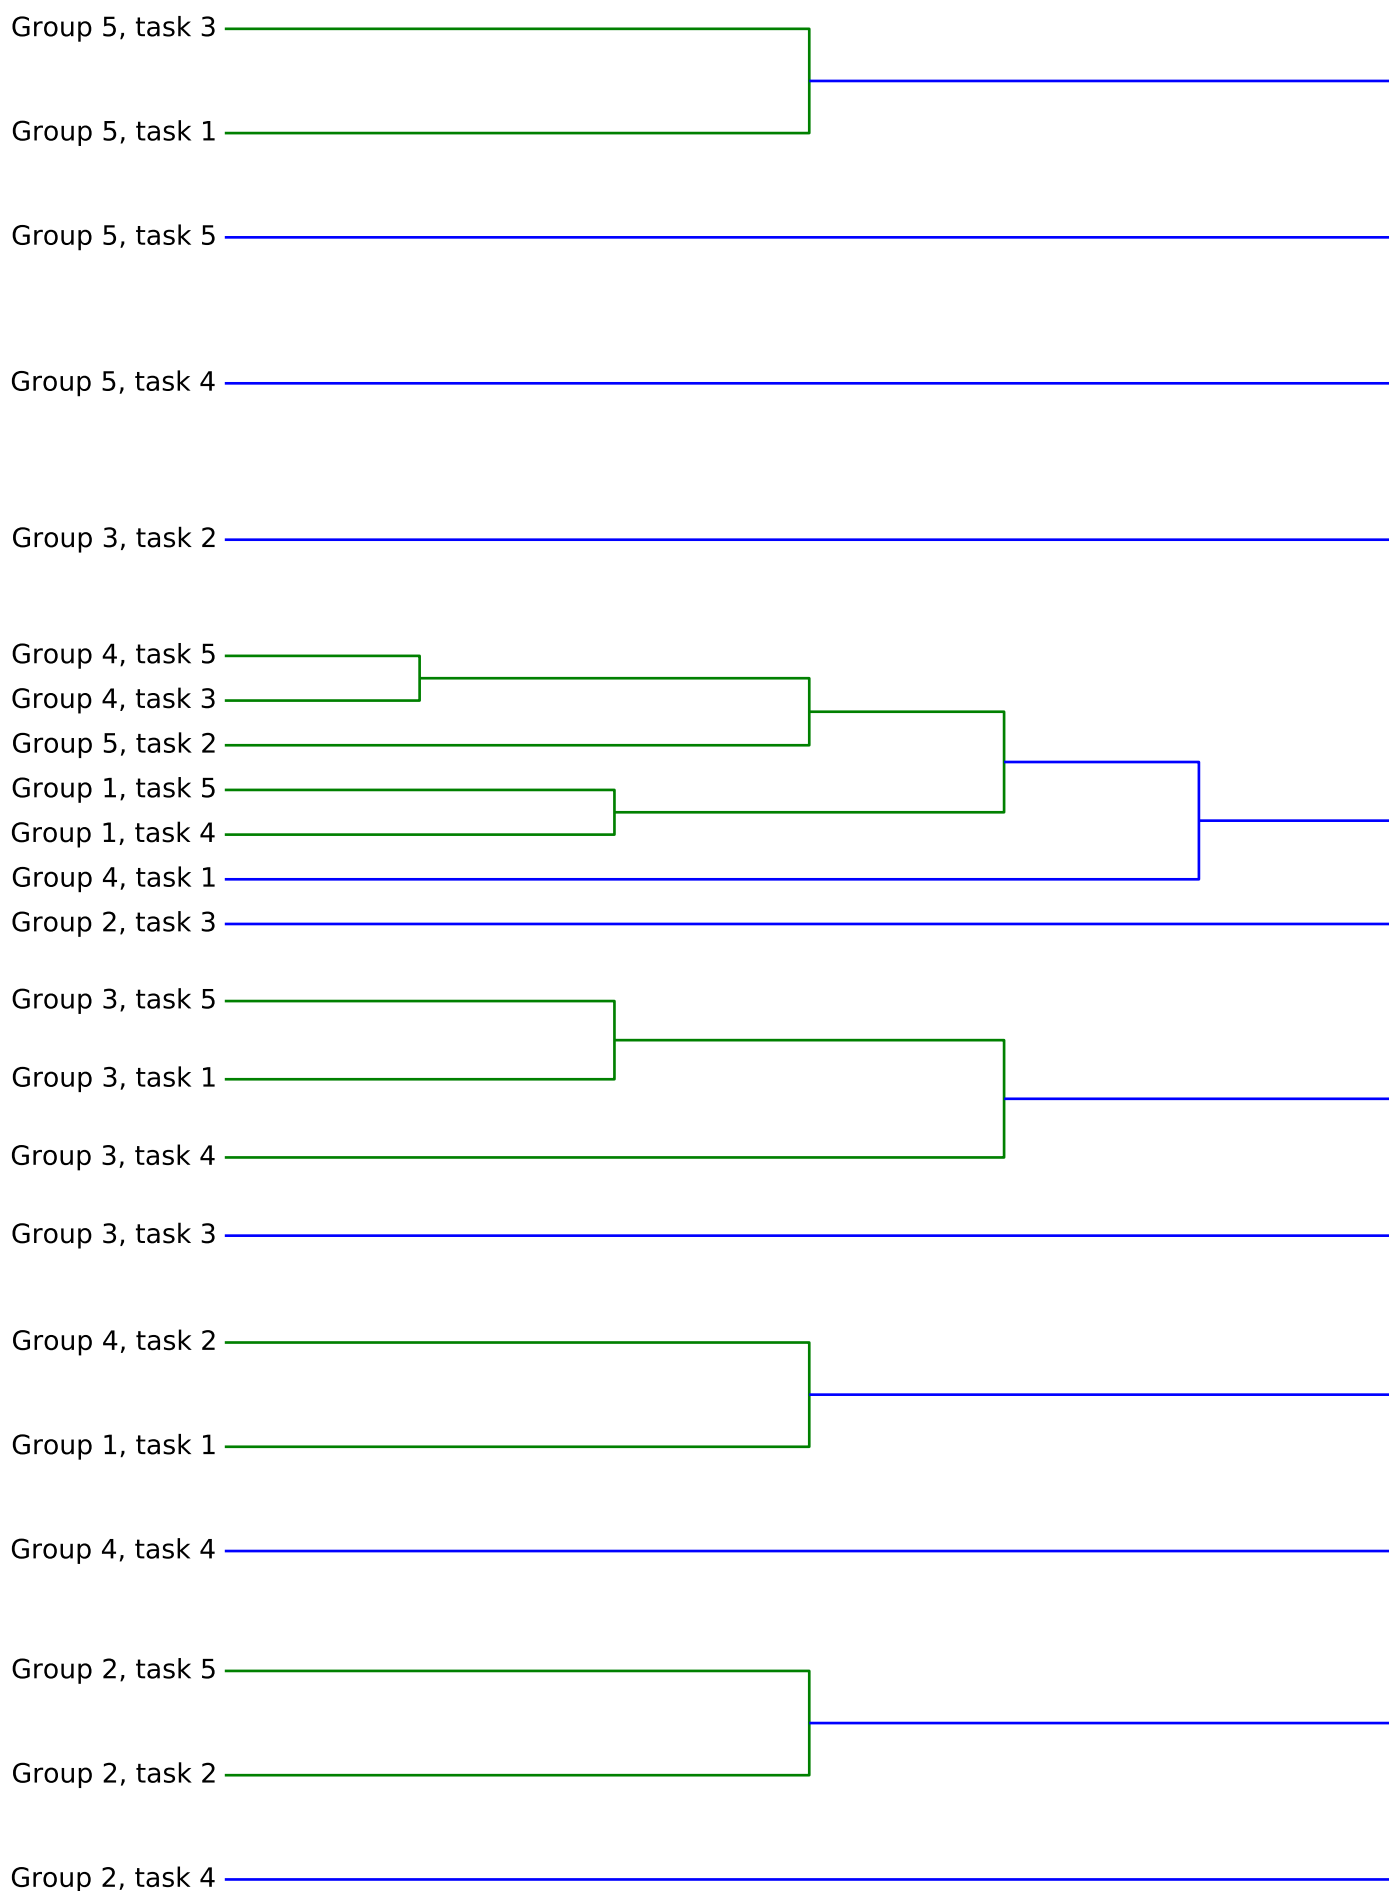 Group 5, task 3
Group 5, task 1
Group 5, task 5
Group 5, task 4
Group 3, task 2
Group 4, task 5
Group 4, task 3
Group 5, task 2
Group 1, task 5
Group 1, task 4
Group 4, task 1
Group 2, task 3
Group 3, task 5
Group 3, task 1
Group 3, task 4
Group 3, task 3
Group 4, task 2
Group 1, task 1
Group 4, task 4
Group 2, task 5
Group 2, task 2
Group 2, task 4